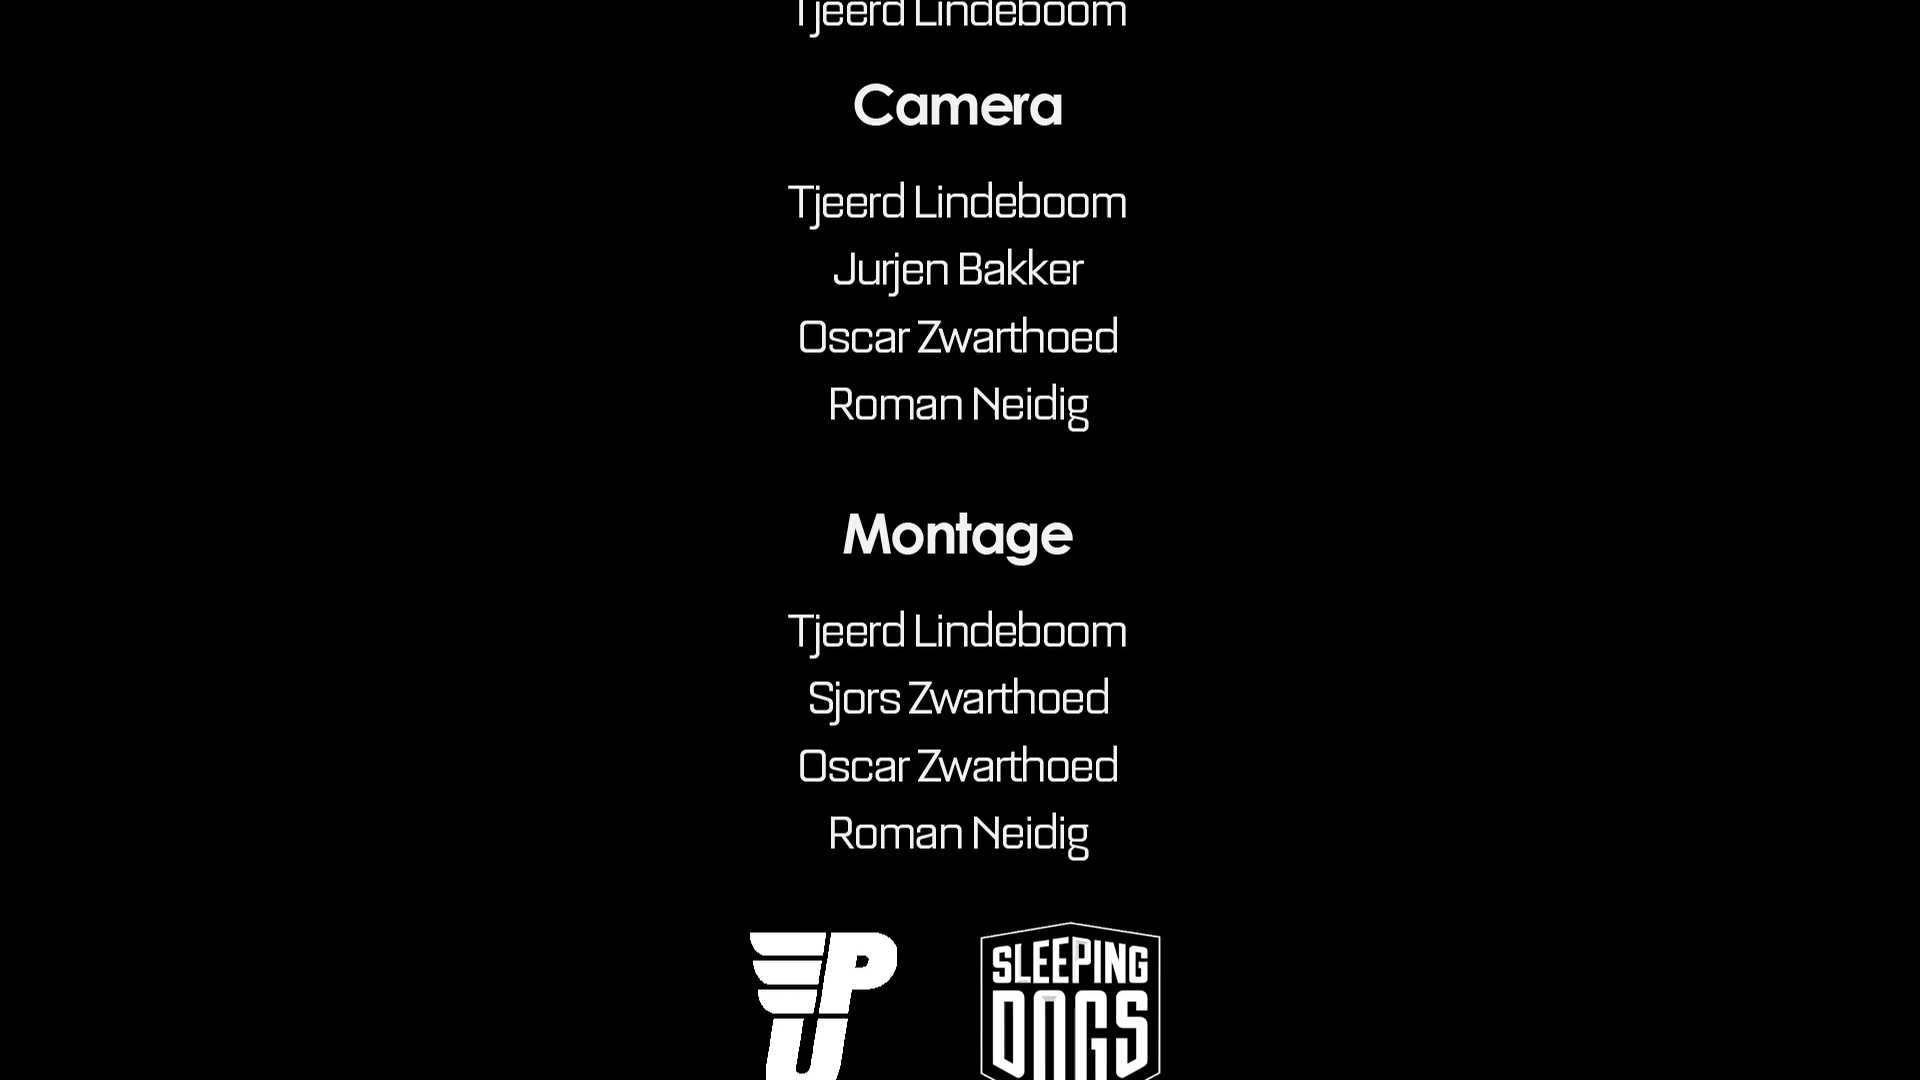 Tjeerd Lindeboom
Camera
Tjeerd Lindeboom
Jurjen Bakker
Oscar Zwarthoed
Roman Neidig
Montage
Tjeerd Lindeboom
Sjors Zwarthoed
Oscar Zwarthoed
Roman Neidig
UP
SLEEPING
DOGS